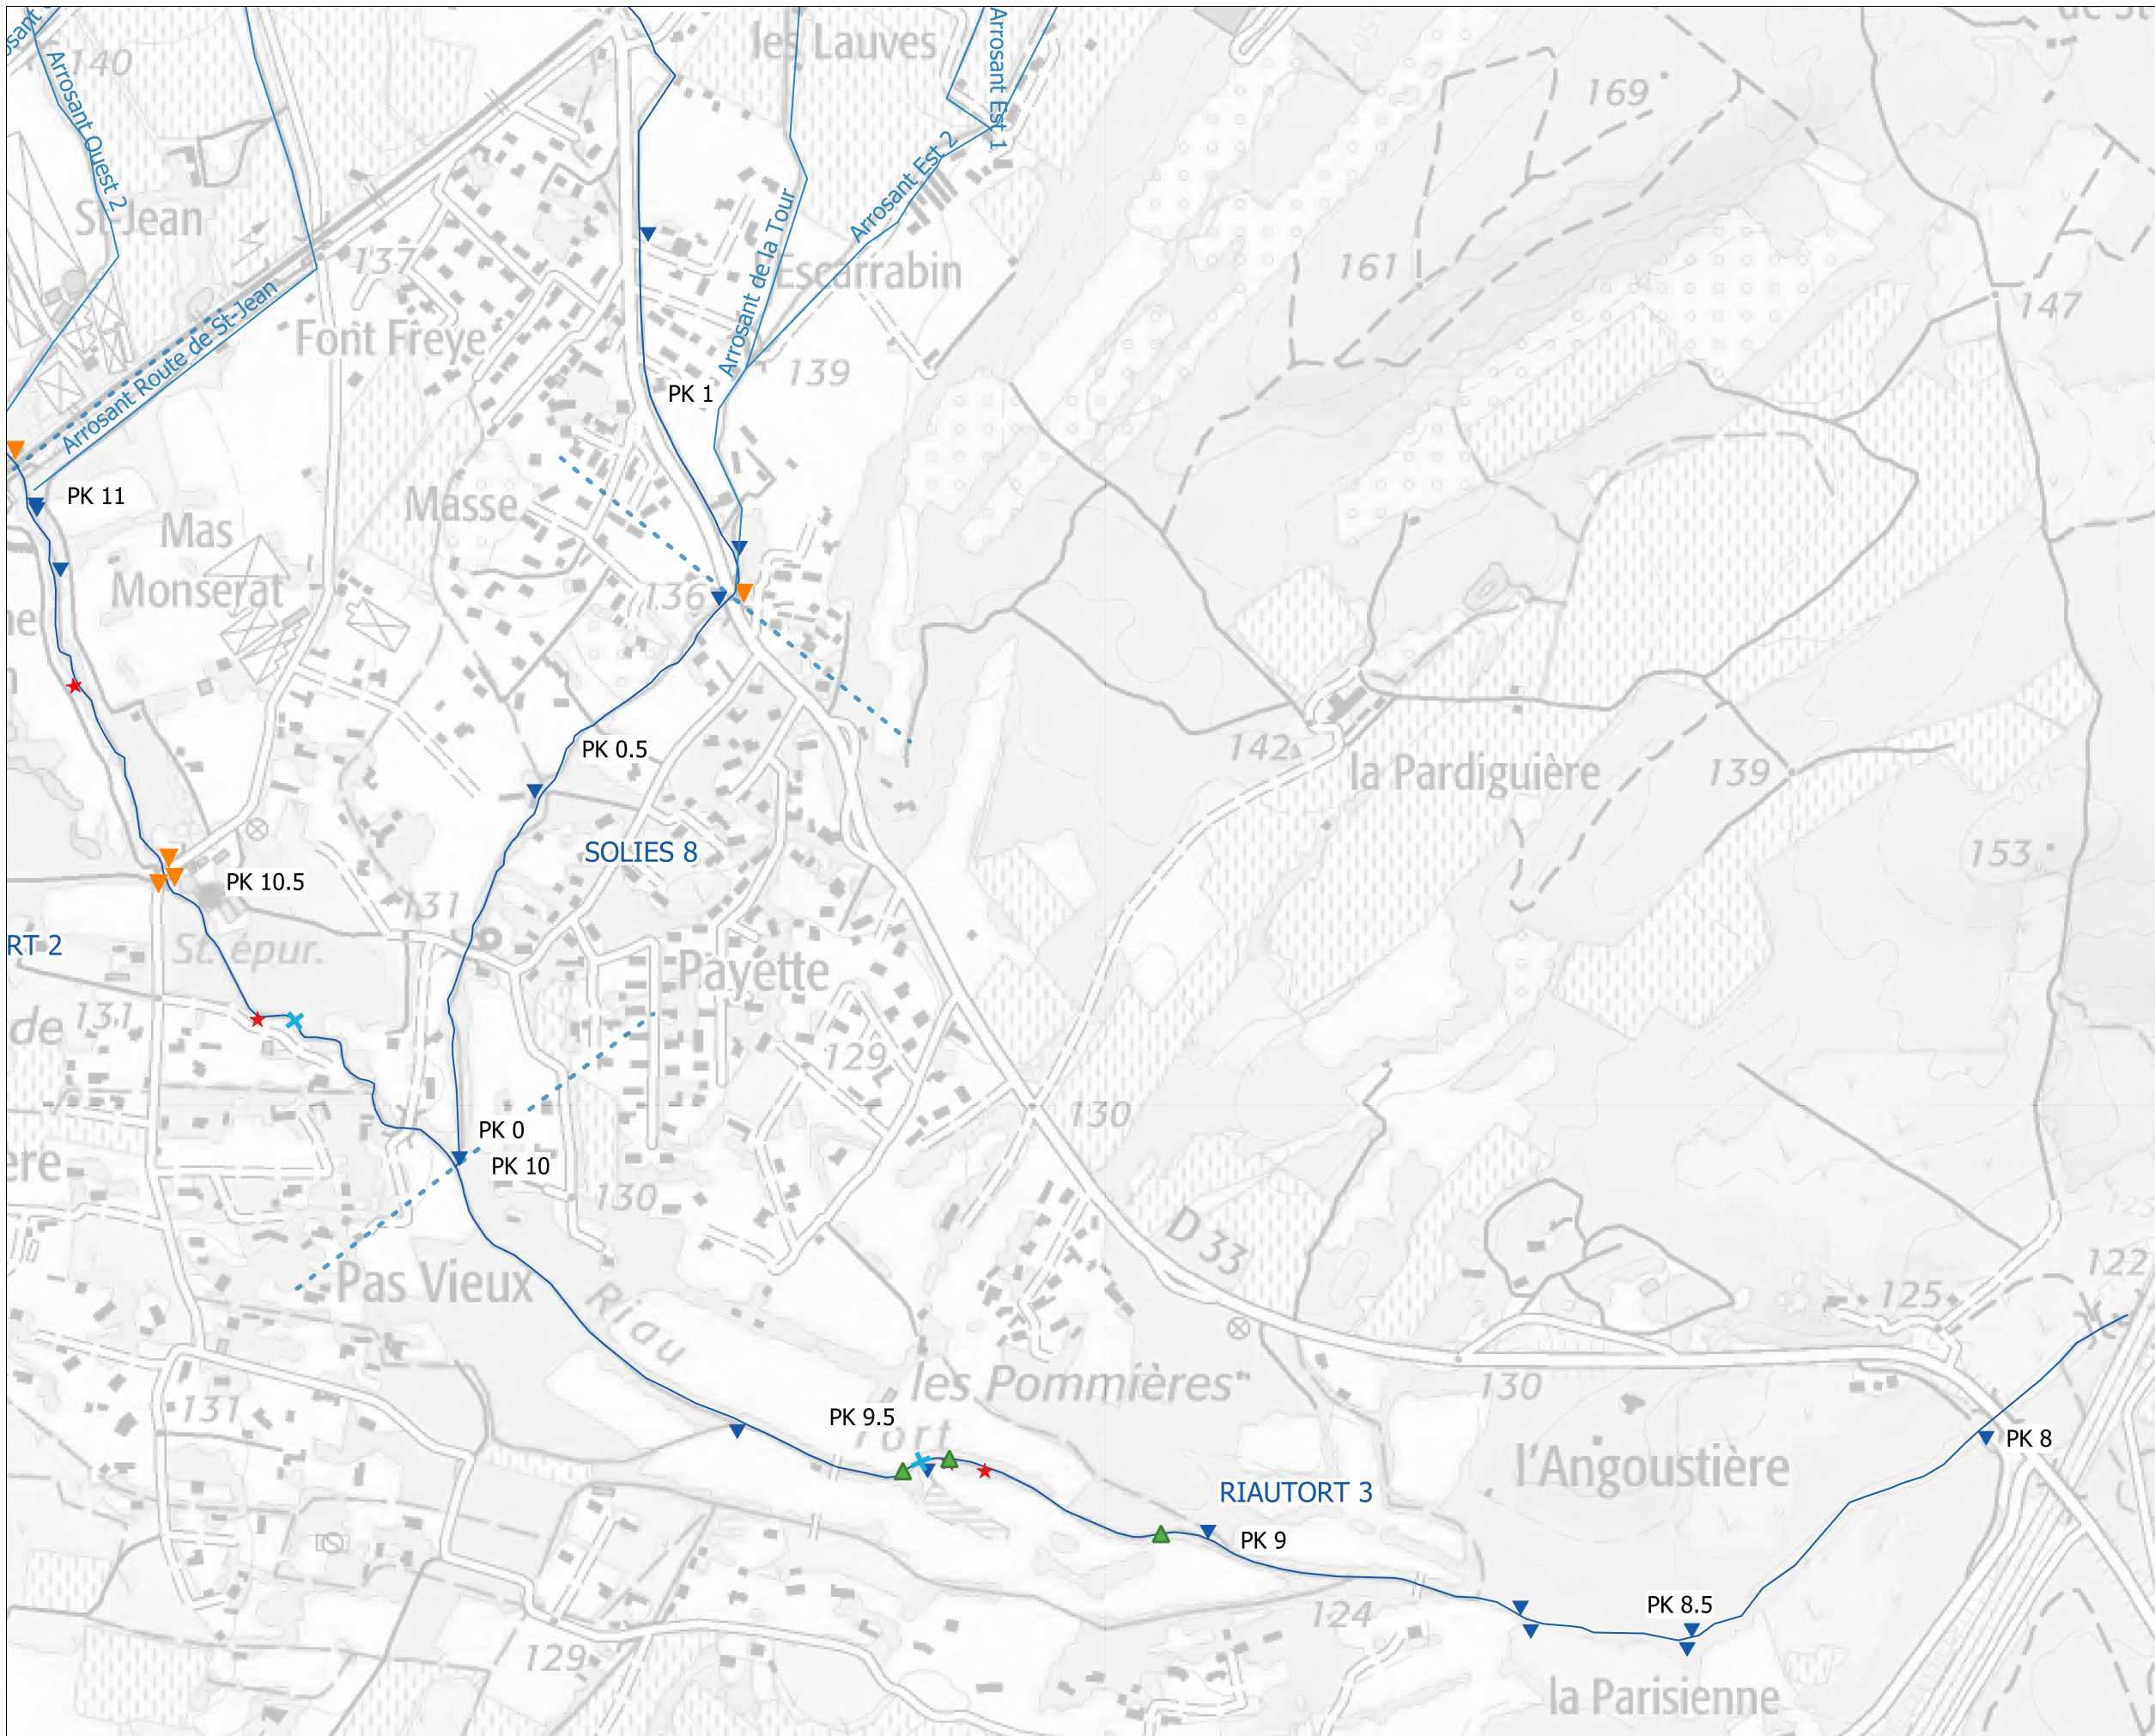 140
Arrosant Ouest 2
St-Jean
les Lauves
Arrosant Est 1
169
Arrosant Est 2
Arrosant de la Tour
l'Escarrabin
137
161
147
Arrosant Route de St-Jean
Font Freye
139
PK 1
PK 11
Masse
Mas
Monserat
136
PK 0.5
142
la Pardiguière
139
SOLIES 8
153
PK 10.5
131
RT 2
St. épur.
Payette
131
de
129
130
PK 0
PK 10
ere
130
D 33
122
Pas Vieux
125
Riau
les Pommières
130
131
PK 9.5
Tort
PK 8
l'Angoustière
RIAUTORT 3
PK 9
124
PK 8.5
129
la Parisienne